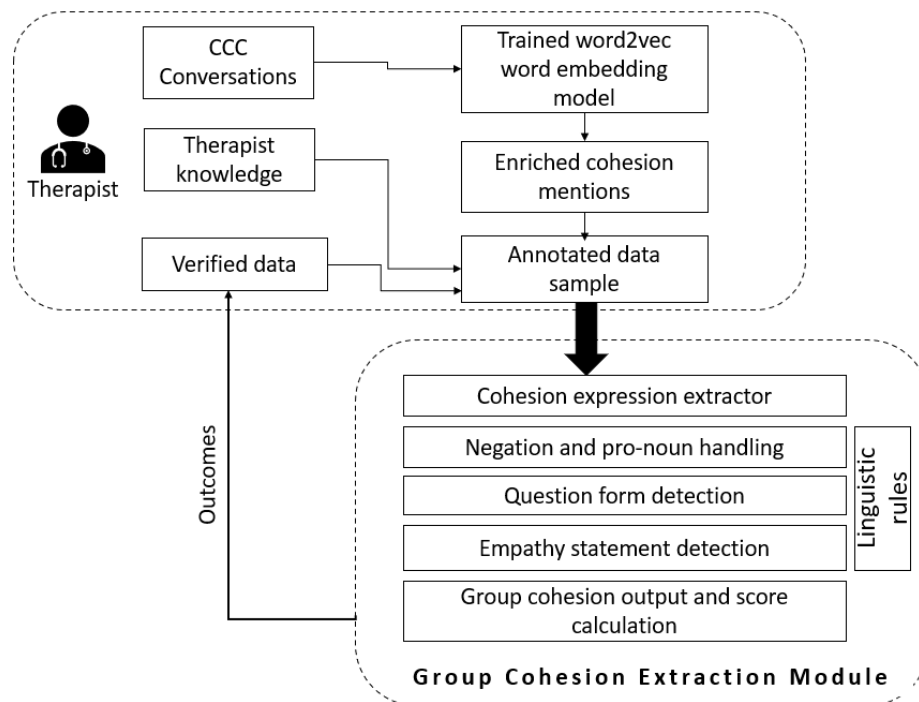 CCC
Conversations
Trained word2vec
word embedding
model
Therapist
knowledge
Enriched cohesion
mentions
Therapist
Verified data
Annotated data
sample
Outcomes
Cohesion expression extractor
Negation and pro-noun handling
Question form detection
Empathy statement detection
Linguistic
rules
Group cohesion output and score
calculation
Group Cohesion Extraction Module